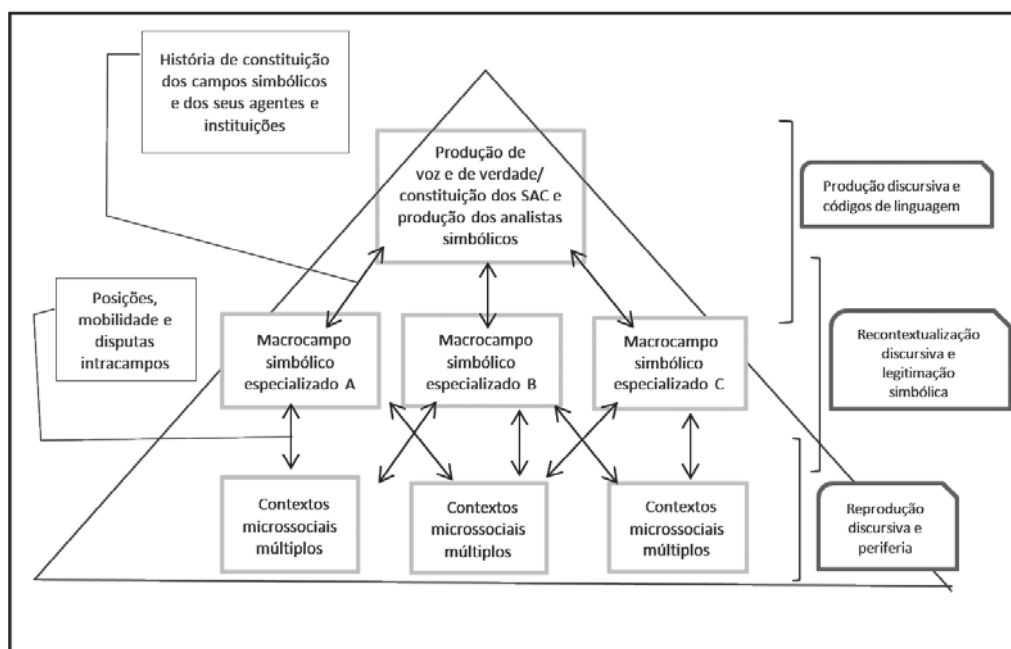 História de constituição
dos campos simbólicos
e dos seus agentes e
instituições
Produção de
voz e de verdade/
constituição dos SAC e
produção dos analistas
simbólicos
Produção discursiva e
códigos de linguagem
Posições,
mobilidade e
disputas
intracampos
Macrocampo
simbólico
especializado A
Macrocampo
simbólico
especializado B
Macrocampo
simbólico
especializado C
Recontextualização
discursiva e
legitimação
simbólica
Contextos
microssociais
múltiplos
Contextos
microssociais
múltiplos
Contextos
microssociais
múltiplos
Reprodução
discursiva e
periferia